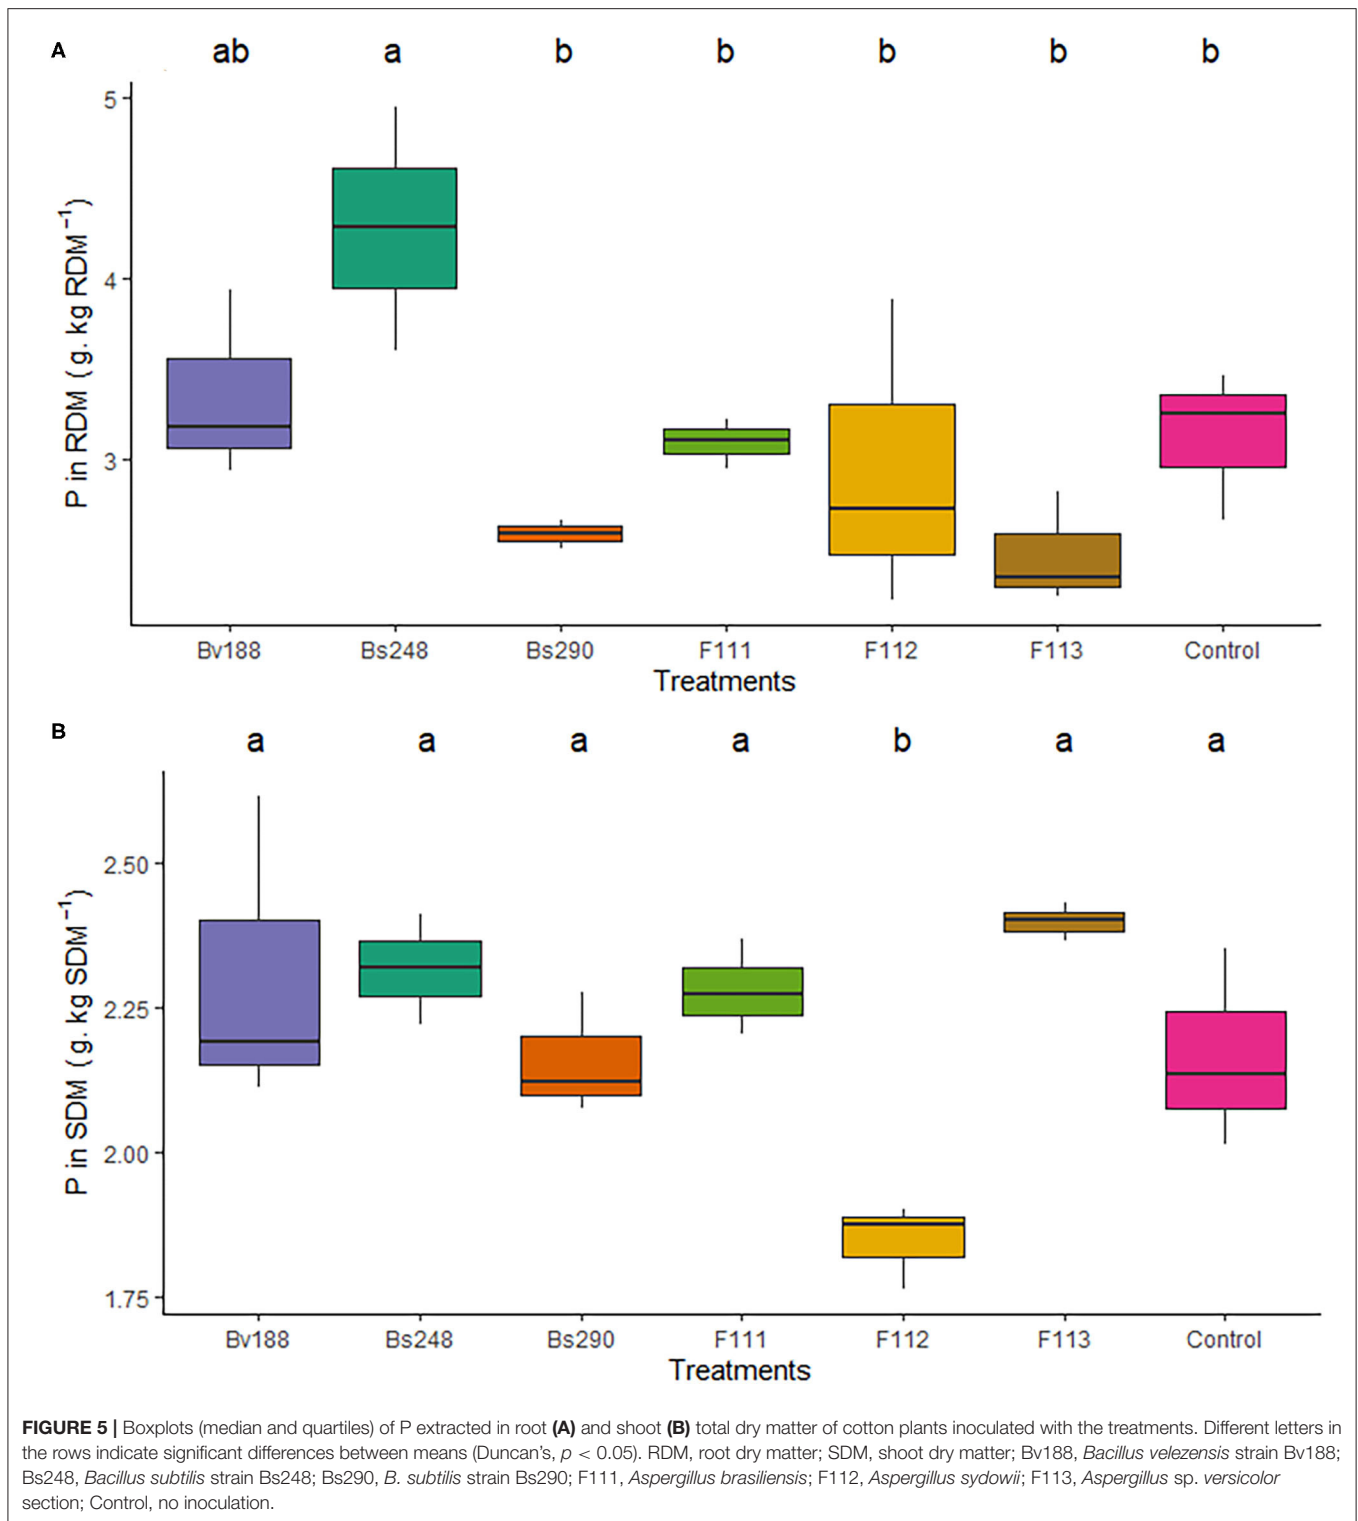 A
ab a b b b b b
5
4
3
P in RDM ( g. kg RDM⁻¹)
Bv188 Bs248 Bs290 F111 F112 F113 Control
Treatments
B
a a a a b a a
2.50
2.25
2.00
1.75
P in SDM ( g. kg SDM⁻¹)
Bv188 Bs248 Bs290 F111 F112 F113 Control
Treatments
FIGURE 5 | Boxplots (median and quartiles) of P extracted in root (A) and shoot (B) total dry matter of cotton plants inoculated with the treatments. Different letters in
the rows indicate significant differences between means (Duncan's, p < 0.05). RDM, root dry matter; SDM, shoot dry matter; Bv188, Bacillus velezensis strain Bv188;
Bs248, Bacillus subtilis strain Bs248; Bs290, B. subtilis strain Bs290; F111, Aspergillus brasiliensis; F112, Aspergillus sydowii; F113, Aspergillus sp. versicolor
section; Control, no inoculation.